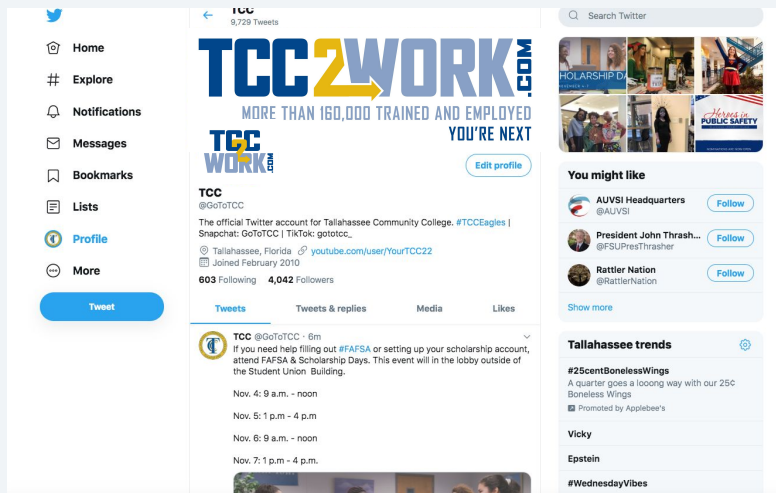 TCC
9,729 Tweets
Search Twitter
Home
Explore
Notifications
Messages
Bookmarks
Lists
Profile
More
Tweet
TCC2WORK.COM
MORE THAN 160,000 TRAINED AND EMPLOYED
YOU'RE NEXT
TCC
2
WORK.COM
Edit profile
TCC
@GoToTCC
The official Twitter account for Tallahassee Community College. #TCCEagles |
Snapchat: GoToTCC | TikTok: gototcc_
Tallahassee, Florida youtube.com/user/YourTCC22
Joined February 2010
603 Following 4,042 Followers
Tweets Tweets & replies Media Likes
TCC @GoToTCC · 6m
If you need help filling out #FAFSA or setting up your scholarship account,
attend FAFSA & Scholarship Days. This event will in the lobby outside of
the Student Union Building.
Nov. 4: 9 a.m. - noon
Nov. 5: 1 p.m - 4 p.m
Nov. 6: 9 a.m. - noon
Nov. 7: 1 p.m - 4 p.m.
HOLARSHIP DA
Heroes in
PUBLIC SAFETY
You might like
AUVSI Headquarters
@AUVSI
Follow
President John Thrash...
@FSUPresThrasher
Follow
Rattler Nation
@RattlerNation
Follow
Show more
Tallahassee trends
#25centBonelessWings
A quarter goes a looong way with our 25¢
Boneless Wings
Promoted by Applebee's
Vicky
Epstein
#WednesdayVibes